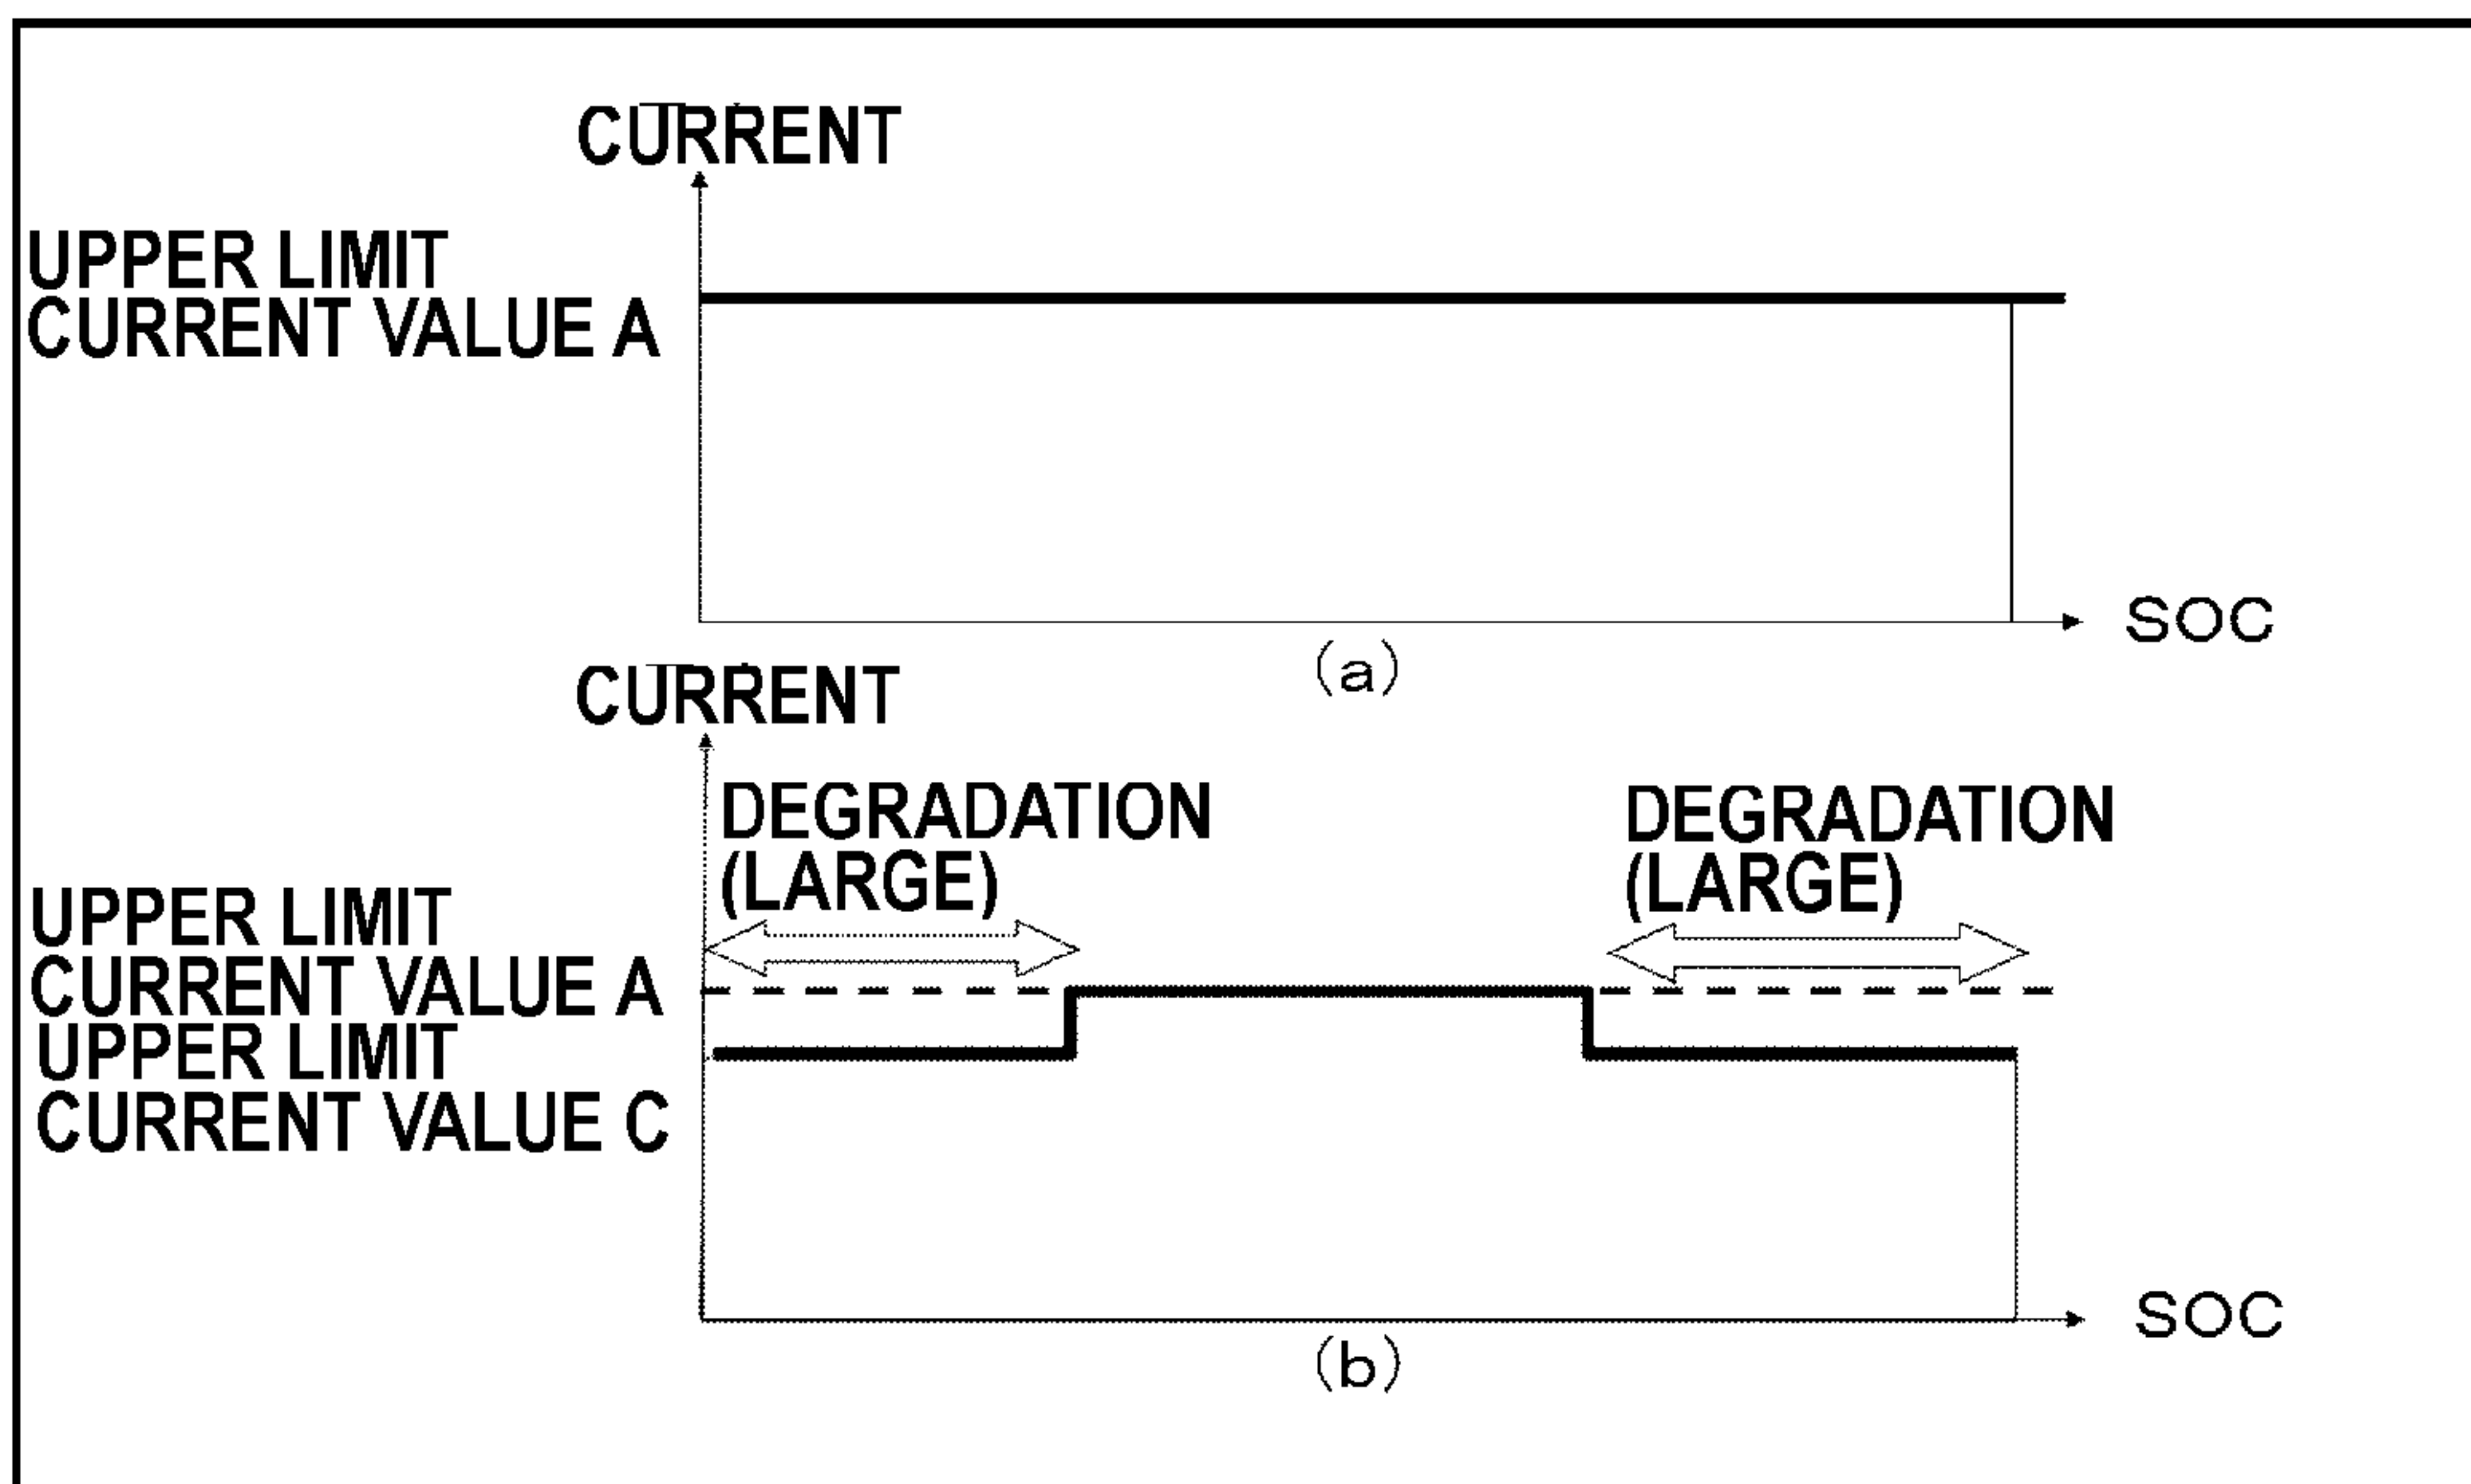 CURRENT
UPPER LIMIT
CURRENT VALUE A
SOC
(a)
CURRENT
DEGRADATION
(LARGE)
DEGRADATION
(LARGE)
UPPER LIMIT
CURRENT VALUE A
UPPER LIMIT
CURRENT VALUE C
SOC
(b)